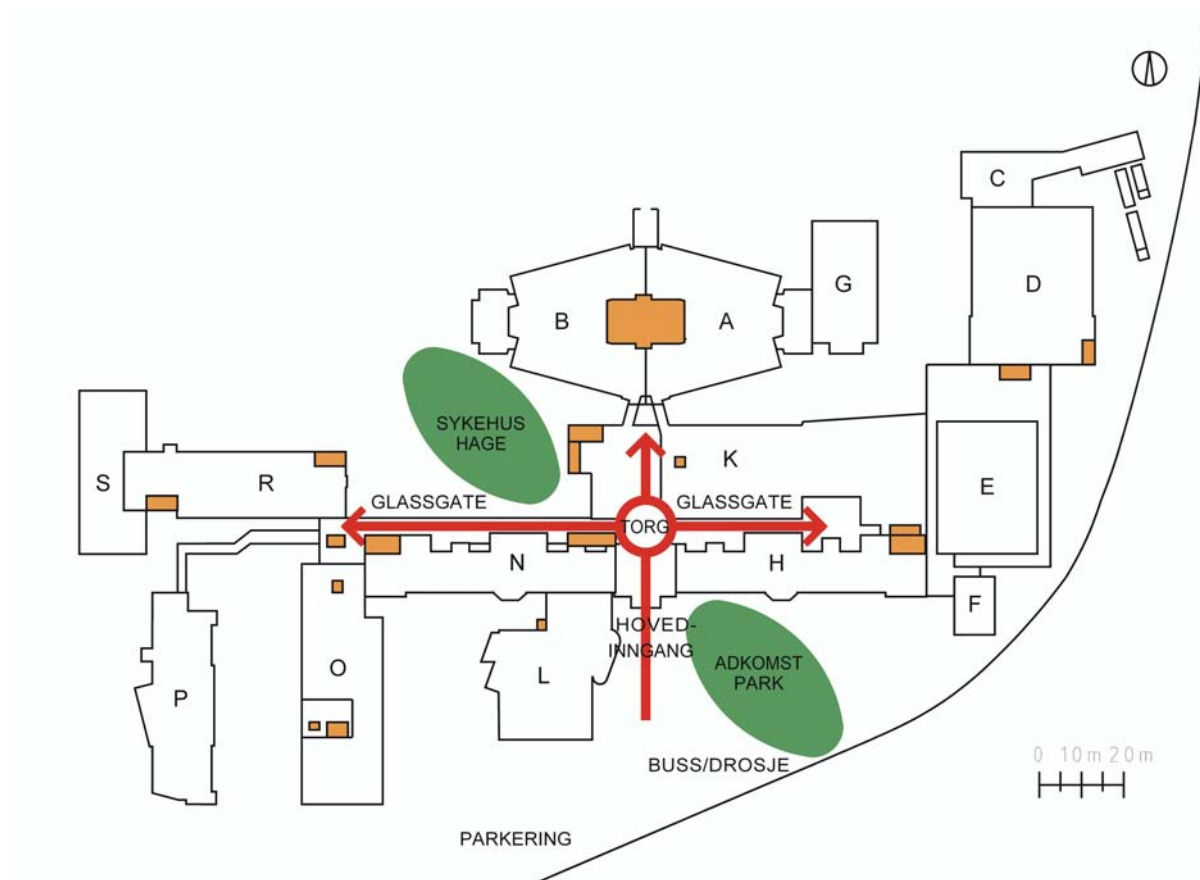 C
G
D
B
A
SYKEHUS
HAGE
K
S
R
E
GLASSGATE
GLASSGATE
TORG
N
H
F
HOVED-
INNGANG
ADKOMST
PARK
O
L
P
BUSS/DROSJE
0 10m 20m
PARKERING